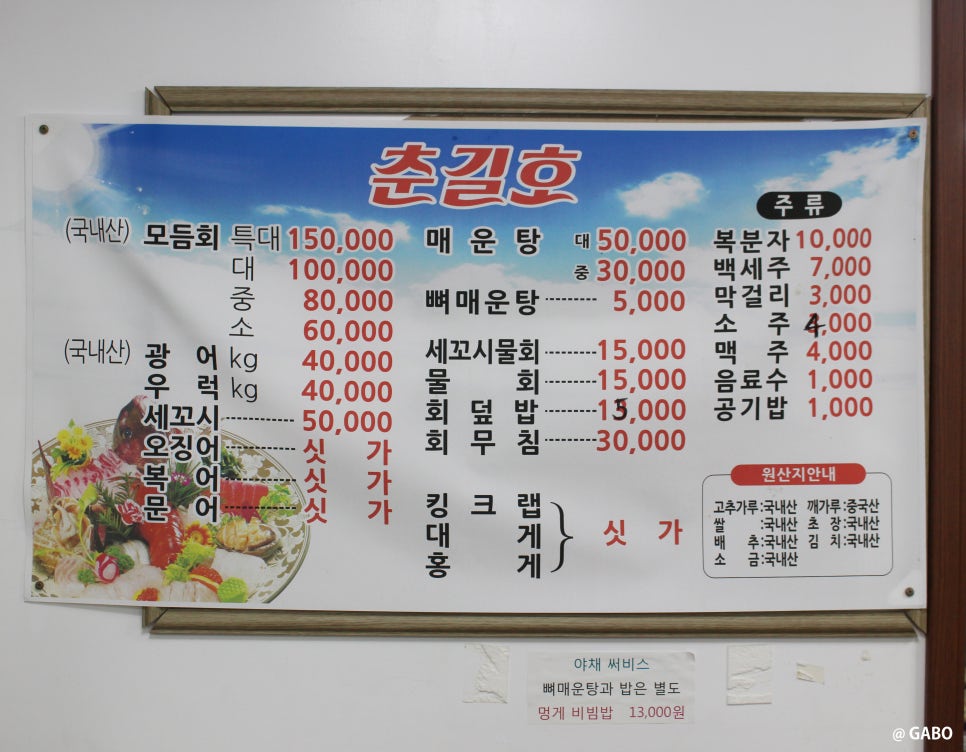 춘길호
(국내산) 모듬회 특대 150,000
대 100,000
중 80,000
소 60,000
(국내산) 광어 kg 40,000
우럭 kg 40,000
세꼬시 50,000
오징어 싯가
복어 싯가
문어 싯가
매운탕 대 50,000
중 30,000
뼈매운탕 5,000
세꼬시물회 15,000
물회 15,000
회덮밥 15,000
회무침 30,000
킹크랩
대게
홍게
싯가
주류
복분자 10,000
백세주 7,000
막걸리 3,000
소주 4,000
맥주 4,000
음료수 1,000
공기밥 1,000
원산지안내
고추가루:국내산 깨가루:중국산
쌀:국내산 초장:국내산
배추:국내산 김치:국내산
소금:국내산
야채 써비스
뼈매운탕과 밥은 별도
멍게 비빔밥 13,000원
@ GABO